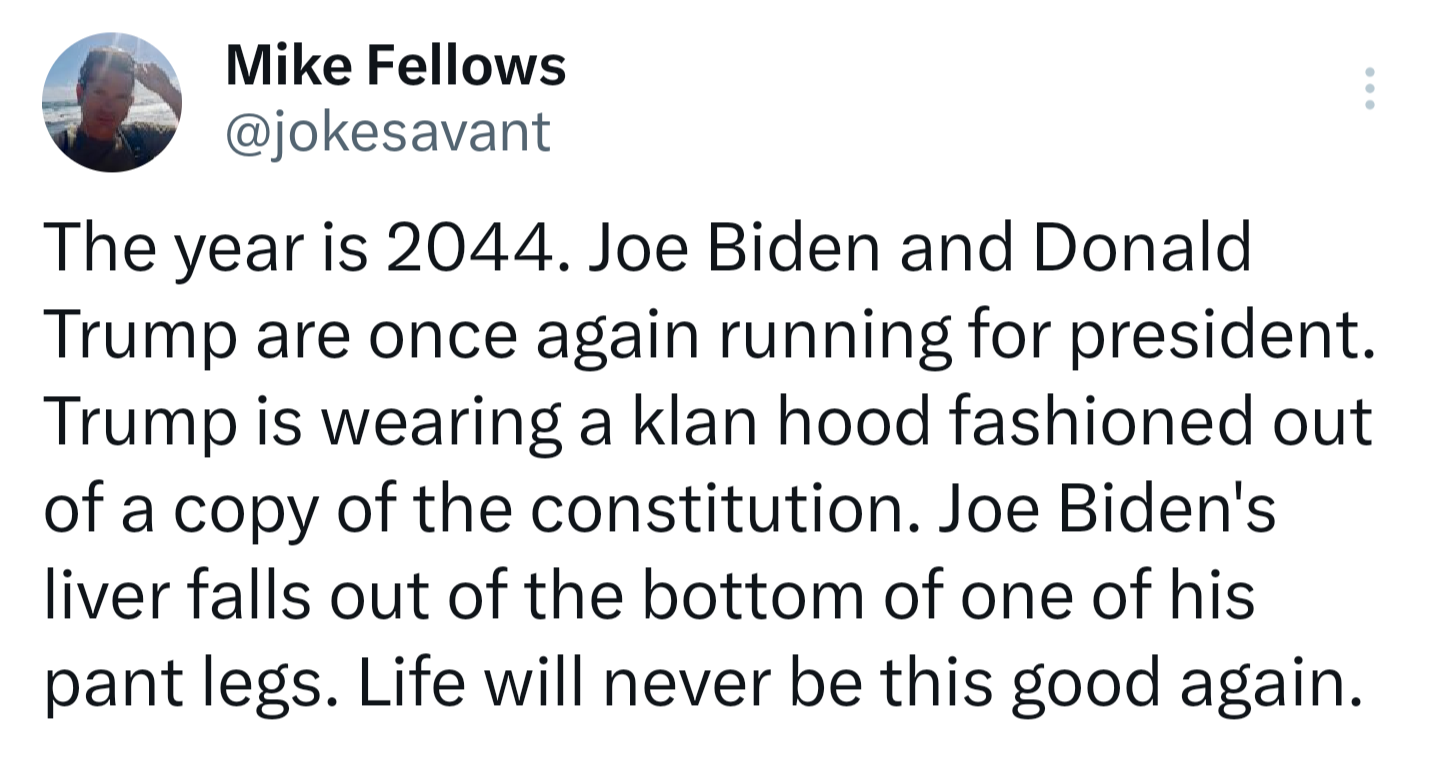 Mike Fellows
@jokesavant
The year is 2044. Joe Biden and Donald
Trump are once again running for president.
Trump is wearing a klan hood fashioned out
of a copy of the constitution. Joe Biden's
liver falls out of the bottom of one of his
pant legs. Life will never be this good again.